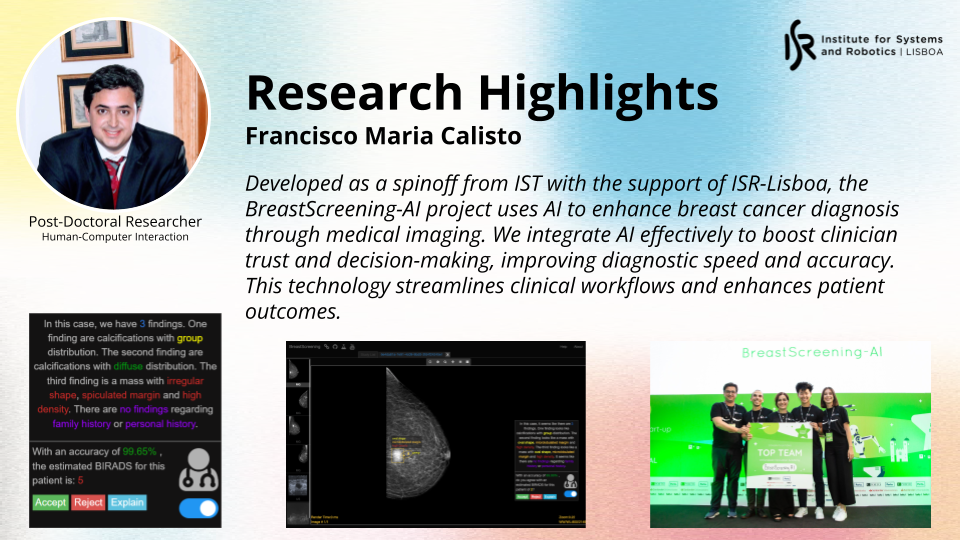 Institute for Systems
and Robotics | LISBOA
Research Highlights
Francisco Maria Calisto
Developed as a spinoff from IST with the support of ISR-Lisboa, the
BreastScreening-AI project uses AI to enhance breast cancer diagnosis
through medical imaging. We integrate AI effectively to boost clinician
trust and decision-making, improving diagnostic speed and accuracy.
This technology streamlines clinical workflows and enhances patient
outcomes.
Post-Doctoral Researcher
Human-Computer Interaction
In this case, we have 3 findings. One
finding are calcifications with group
distribution. The second finding are
calcifications with diffuse distribution. The
third finding is a mass with irregular
shape, spiculated margin and high
density. There are no findings regarding
family history or personal history.
With an accuracy of 99.65% ,
the estimated BIRADS for this
patient is: 5
Accept Reject Explain
BreastScreening
Accept Reject Explain
BreastScreening-AI
TOP TEAM